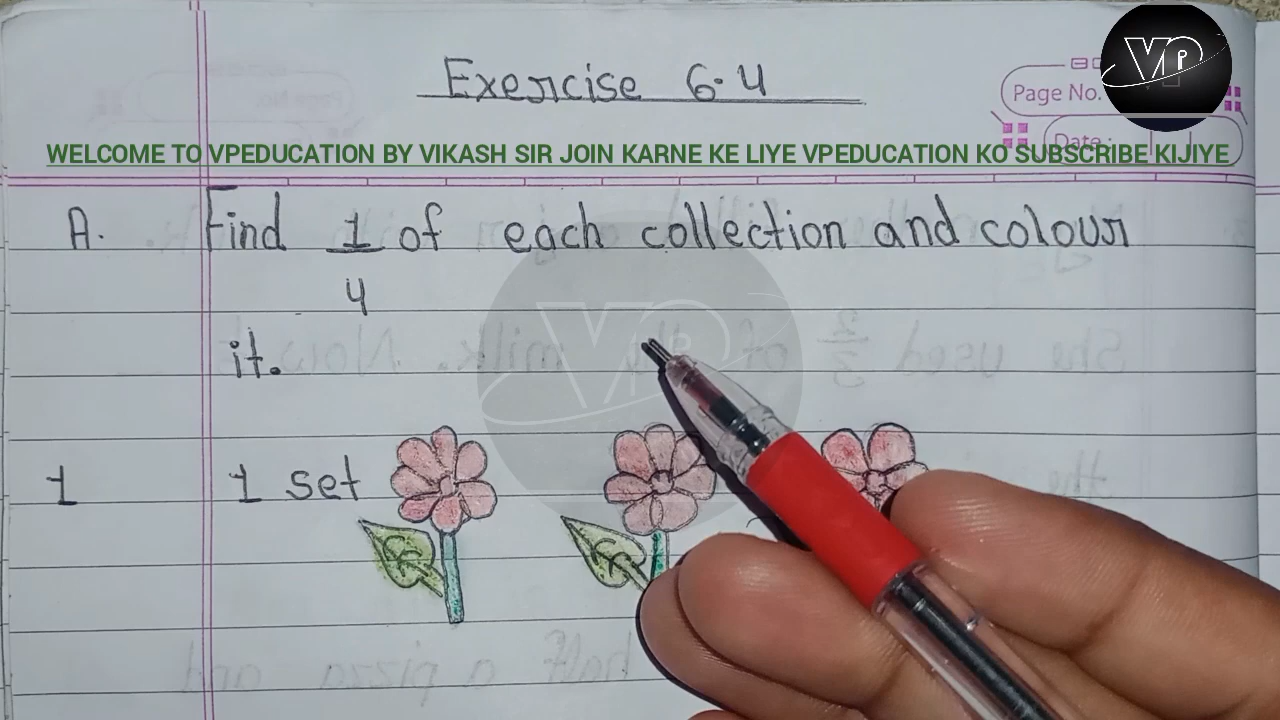 Exercise 6.4
VP
Page No.
Date:
WELCOME TO VPEDUCATION BY VIKASH SIR JOIN KARNE KE LIYE VPEDUCATION KO SUBSCRIBE KIJIYE
A. Find 1/4 of each collection and colour
it.
1 1 set